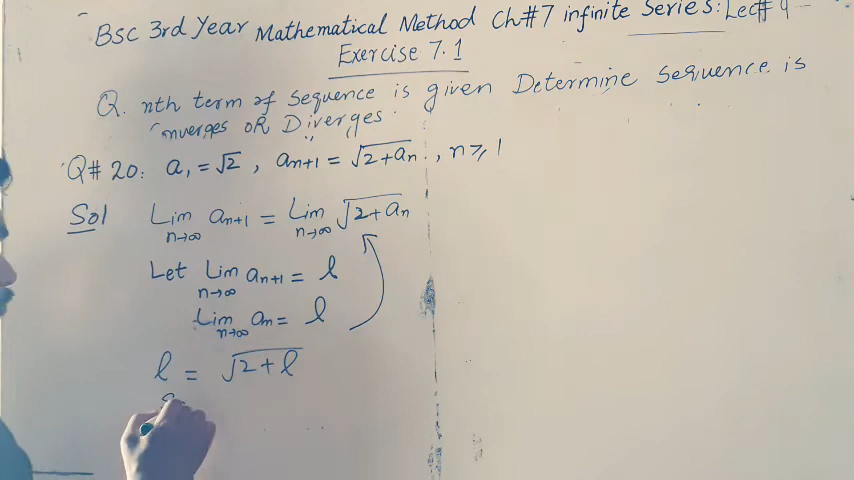 Bsc 3rd Year Mathematical Method Ch#7 infinite Series: Lec# 4
Exercise 7.1
Q. nth term of Sequence is given Determine Sequence is
Converges OR Diverges.
Q# 20: a₁ = √2 , aₙ₊₁ = √(2+aₙ) , n ≥ 1
Sol Lim n→∞ aₙ₊₁ = Lim n→∞ √(2+aₙ)
Let Lim n→∞ aₙ₊₁ = l
Lim n→∞ aₙ = l
l = √(2+l)